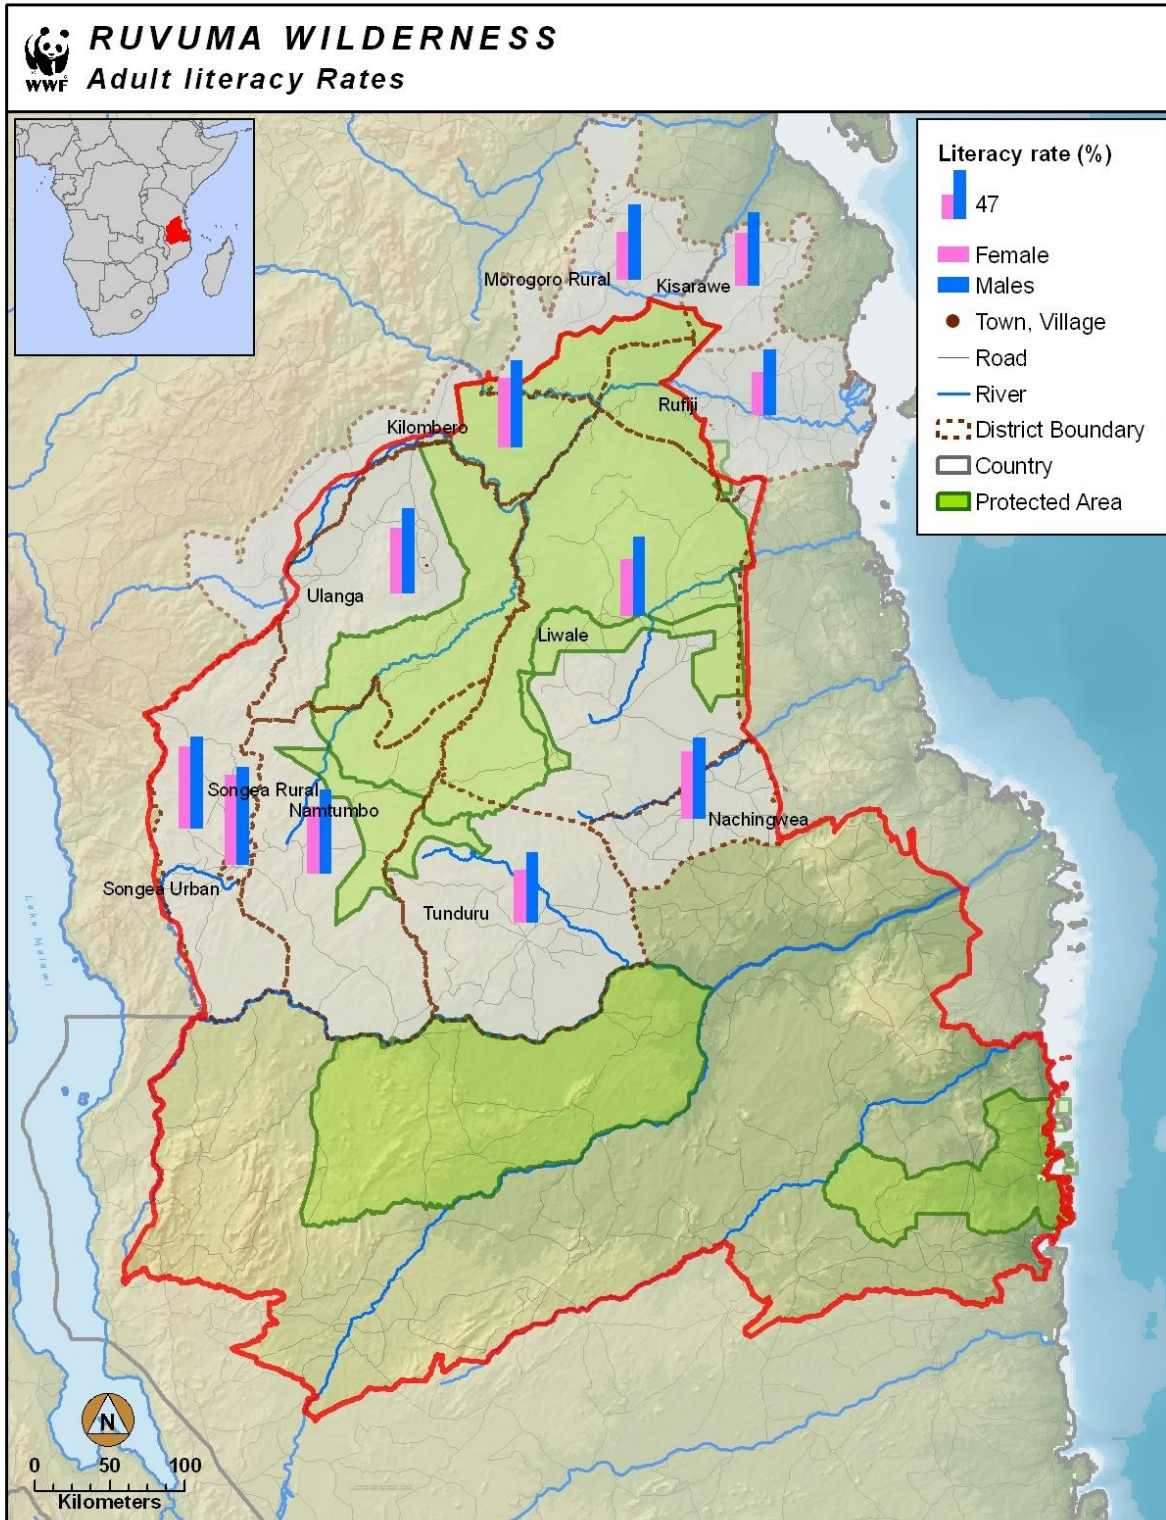 RUVUMA WILDERNESS
WWF
Adult literacy Rates
Literacy rate (%)
47
Female
Males
Town, Village
Road
River
District Boundary
Country
Protected Area
Morogoro Rural
Kisarawe
Rufiji
Kilombero
Ulanga
Liwale
Songea Rural
Namtumbo
Nachingwea
Songea Urban
Tunduru
Lake Malawi
N
0 50 100
Kilometers